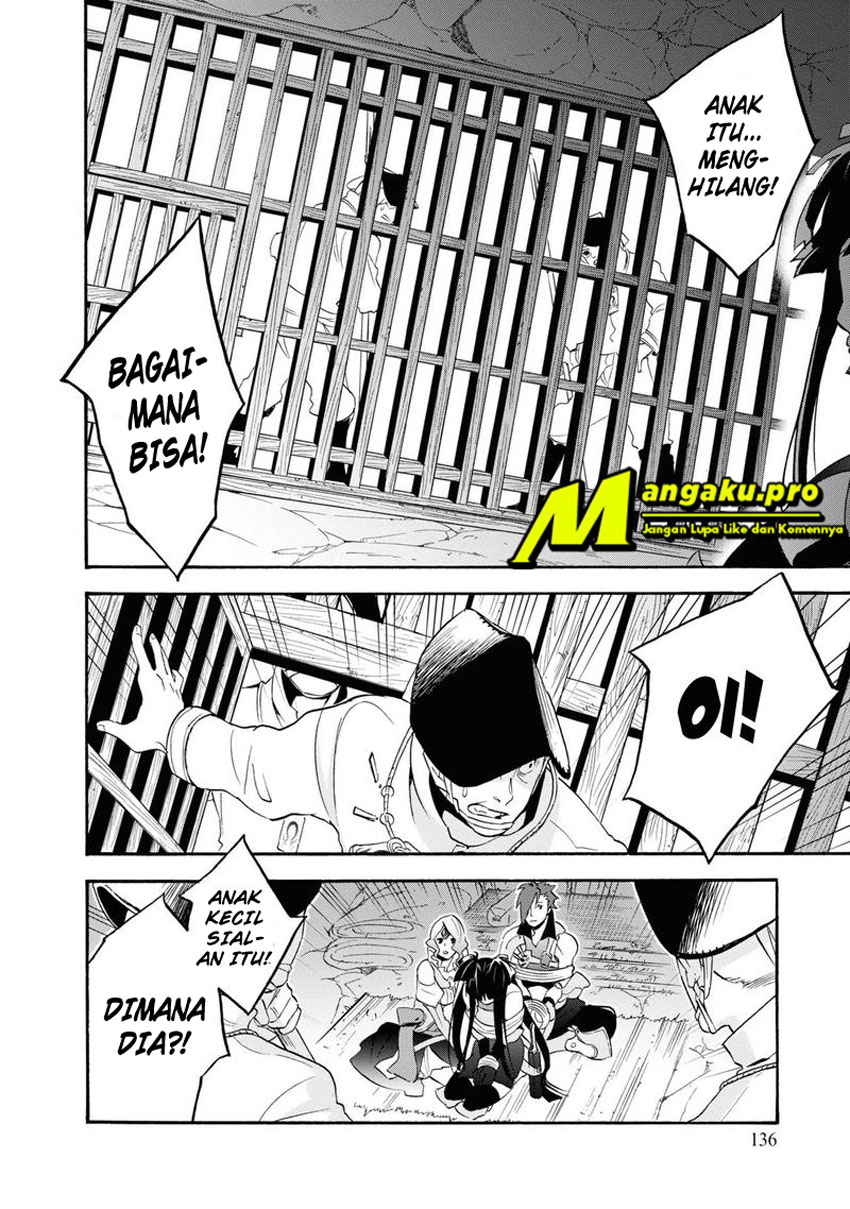 ANAK
ITU...
MENG-
HILANG!
BAGAI-
MANA
BISA!
Mangaku.pro
Jangan Lupa Like dan Komennya
OI!
ANAK
KECIL
SIAL-
AN ITU!
DIMANA
DIA?!
136